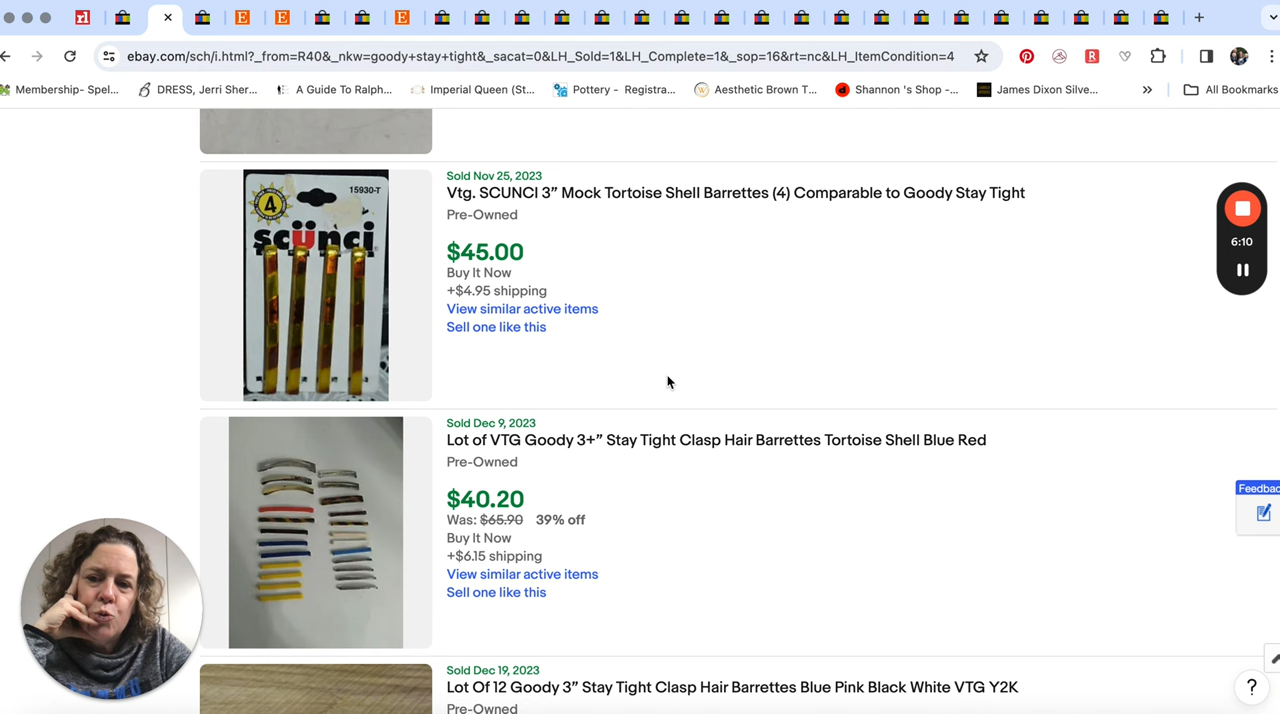 ebay.com/sch/i.html?_from=R40&_nkw=goody+stay+tight&_sacat=0&LH_Sold=1&LH_Complete=1&_sop=16&rt=nc&LH_ItemCondition=4
Membership- Spel...
DRESS, Jerri Sher...
A Guide To Ralph...
Imperial Queen (St...
Pottery - Registra...
Aesthetic Brown T...
Shannon 's Shop -...
James Dixon Silve...
»
All Bookmarks
Sold Nov 25, 2023
Vtg. SCUNCI 3” Mock Tortoise Shell Barrettes (4) Comparable to Goody Stay Tight
Pre-Owned
$45.00
Buy It Now
+$4.95 shipping
View similar active items
Sell one like this
15930-T
4
scünci
6:10
Sold Dec 9, 2023
Lot of VTG Goody 3+” Stay Tight Clasp Hair Barrettes Tortoise Shell Blue Red
Pre-Owned
$40.20
Was: $65.90 39% off
Buy It Now
+$6.15 shipping
View similar active items
Sell one like this
Feedbac
Sold Dec 19, 2023
Lot Of 12 Goody 3” Stay Tight Clasp Hair Barrettes Blue Pink Black White VTG Y2K
Pre-Owned
?